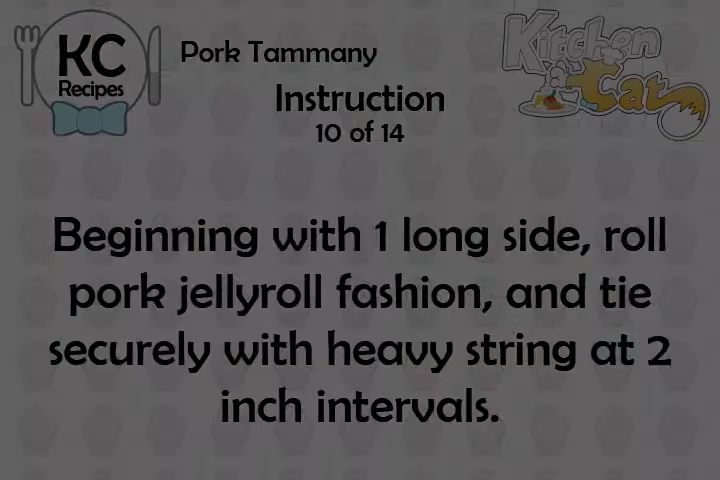 KC
Recipes
Pork Tammany
Kitchen
Cat
Instruction
10 of 14
Beginning with 1 long side, roll
pork jellyroll fashion, and tie
securely with heavy string at 2
inch intervals.